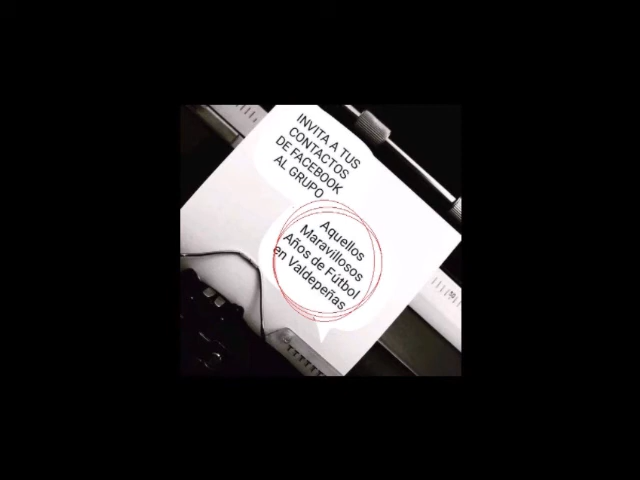 INVITA A TUS
CONTACTOS
DE FACEBOOK
AL GRUPO
Aquellos
Maravillosos
Años de Fútbol
en Valdepeñas